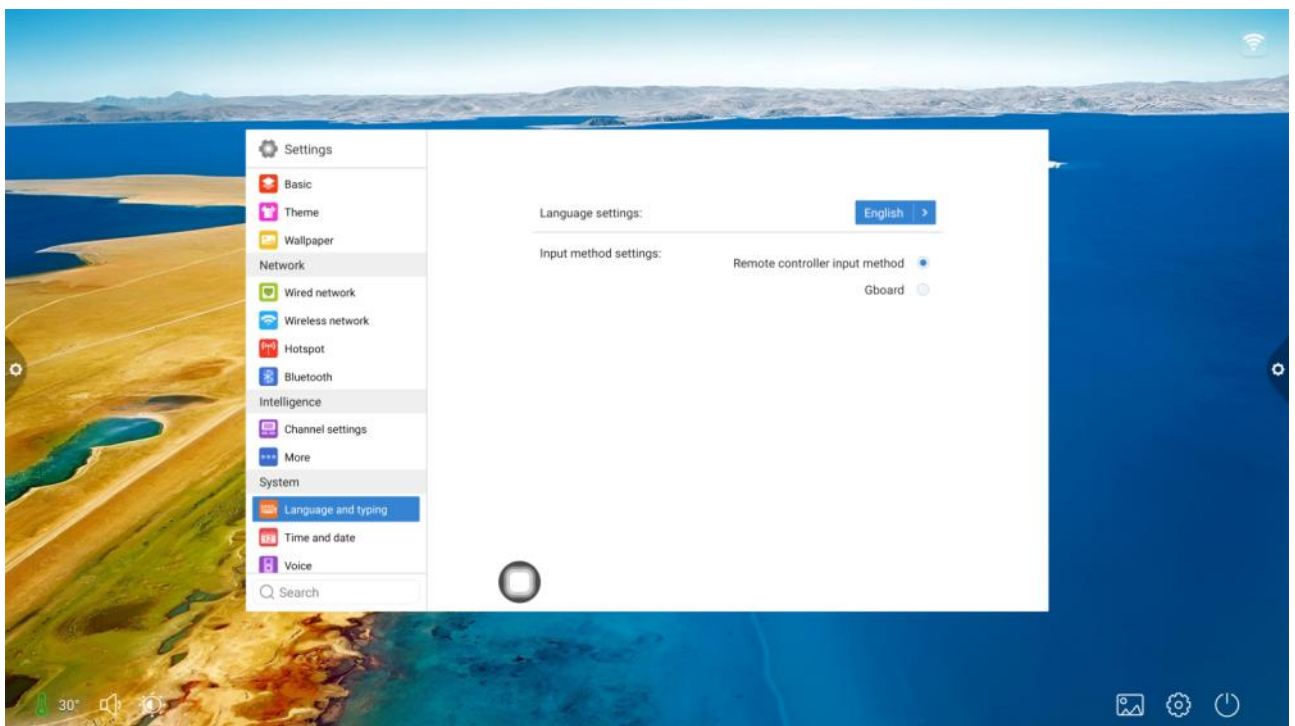 Settings
Basic
Theme
Wallpaper
Network
Wired network
Wireless network
Hotspot
Bluetooth
Intelligence
Channel settings
More
System
Language and typing
12
Time and date
Voice
Search
Language settings:
English
Input method settings:
Remote controller input method
Gboard
30°